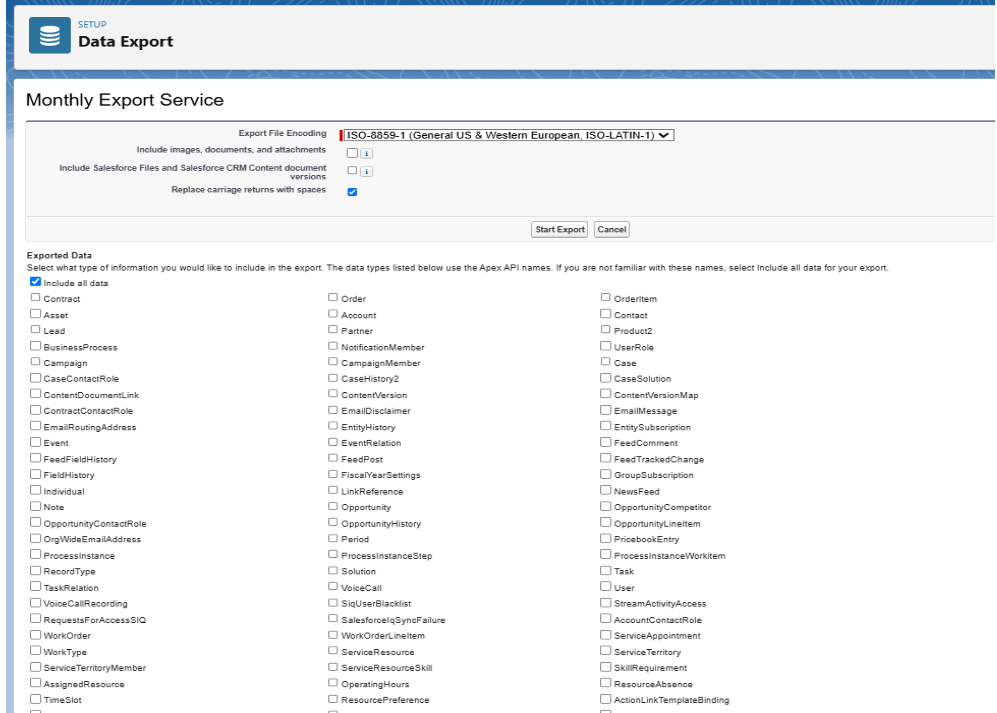 SETUP
Data Export
Monthly Export Service
Export File Encoding ISO-8859-1 (General US & Western European, ISO-LATIN-1)
Include images, documents, and attachments i
Include Salesforce Files and Salesforce CRM Content document
versions i
Replace carriage returns with spaces
Start Export Cancel
Exported Data
Select what type of information you would like to include in the export. The data types listed below use the Apex API names. If you are not familiar with these names, select Include all data for your export.
Include all data
Contract Order OrderItem
Asset Account Contact
Lead Partner Product2
BusinessProcess NotificationMember UserRole
Campaign CampaignMember Case
CaseContactRole CaseHistory2 CaseSolution
ContentDocumentLink ContentVersion ContentVersionMap
ContractContactRole EmailDisclaimer EmailMessage
EmailRoutingAddress EntityHistory EntitySubscription
Event EventRelation FeedComment
FeedFieldHistory FeedPost FeedTrackedChange
FieldHistory FiscalYearSettings GroupSubscription
Individual LinkReference NewsFeed
Note Opportunity OpportunityCompetitor
OpportunityContactRole OpportunityHistory OpportunityLineItem
OrgWideEmailAddress Period PricebookEntry
ProcessInstance ProcessInstanceStep ProcessInstanceWorkitem
RecordType Solution Task
TaskRelation VoiceCall User
VoiceCallRecording SiqUserBlacklist StreamActivityAccess
RequestsForAccessSIQ SalesforceIqSyncFailure AccountContactRole
WorkOrder WorkOrderLineItem ServiceAppointment
WorkType ServiceResource ServiceTerritory
ServiceTerritoryMember ServiceResourceSkill SkillRequirement
AssignedResource OperatingHours ResourceAbsence
TimeSlot ResourcePreference ActionLinkTemplateBinding